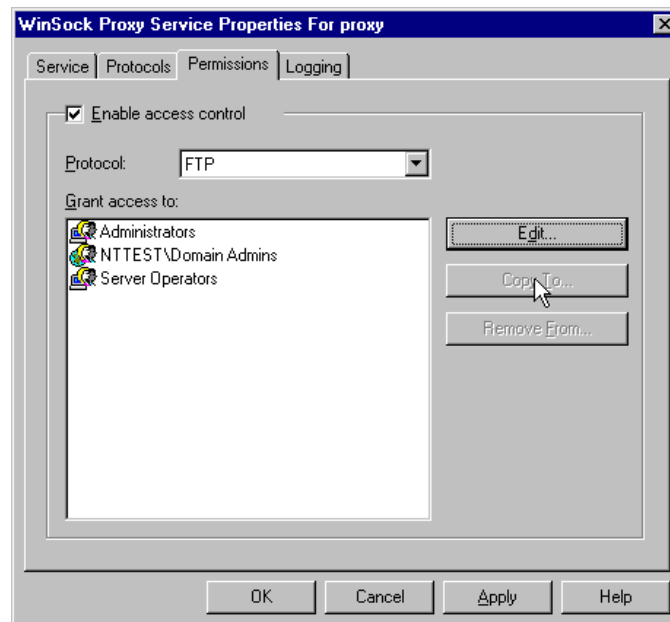 WinSock Proxy Service Properties For proxy
Service Protocols Permissions Logging
Enable access control
Protocol: FTP
Grant access to:
Administrators
NTTEST\Domain Admins
Server Operators
Edit...
Copy To...
Remove From...
OK Cancel Apply Help